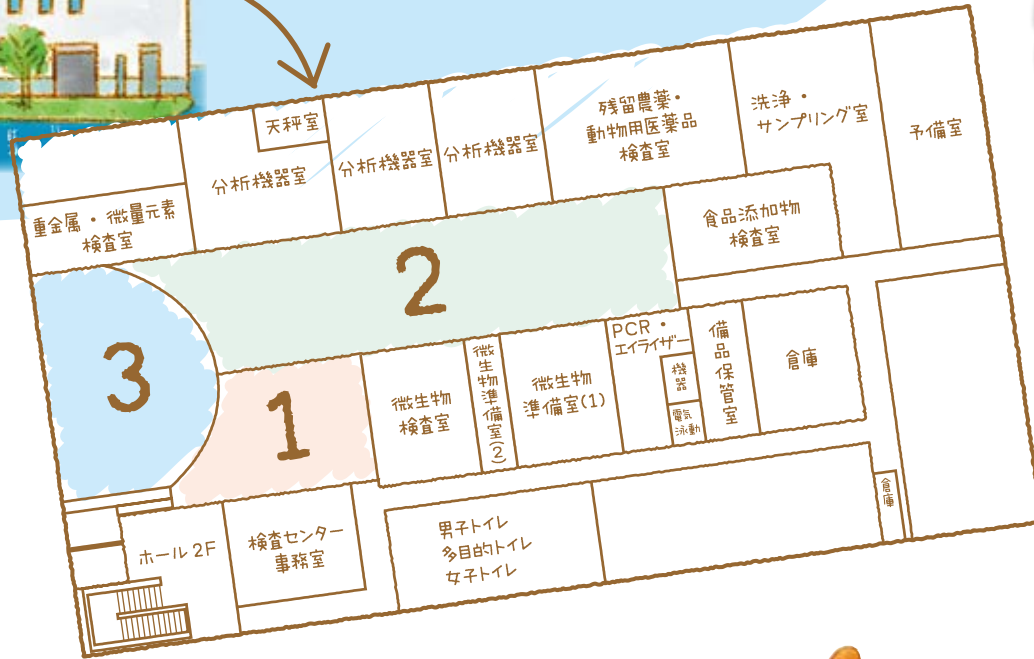 天秤室
分析機器室
分析機器室
分析機器室
残留農薬・
動物用医薬品
検査室
洗浄・
サンプリング室
予備室
重金属・微量元素
検査室
食品添加物
検査室
2
3
1
微生物
検査室
微生物準備室(2)
微生物
準備室(1)
PCR・
エイライザー
機器
電気
泳動
備品保管室
倉庫
ホール2F
検査センター
事務室
男子トイレ
多目的トイレ
女子トイレ
倉庫